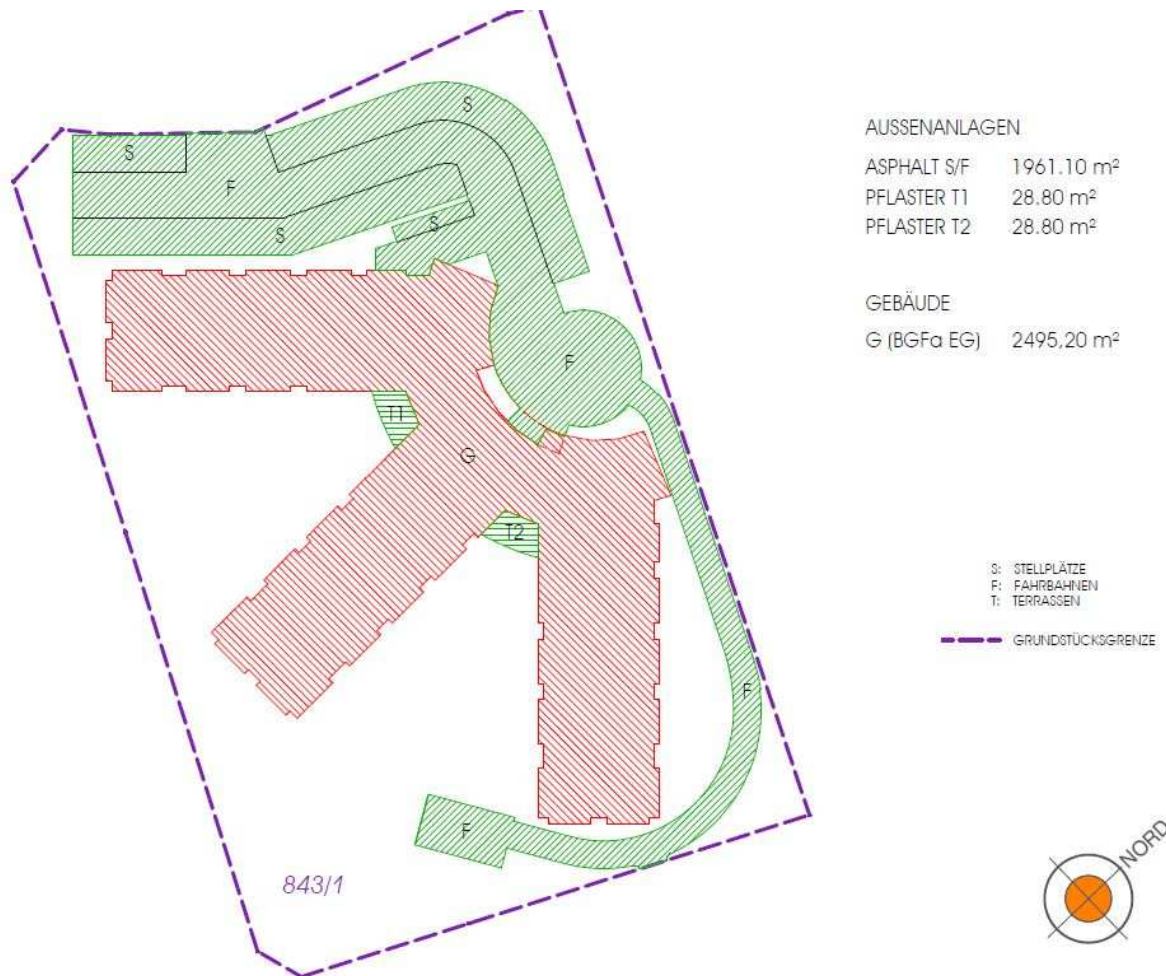 S
S
F
S
S
F
T1
G
T2
F
F
843/1
AUSSENANLAGEN
ASPHALT S/F 1961.10 m²
PFLASTER T1 28.80 m²
PFLASTER T2 28.80 m²
GEBÄUDE
G (BGFa EG) 2495,20 m²
S: STELLPLÄTZE
F: FAHRBAHNEN
T: TERRASSEN
GRUNDSTÜCKSGRENZE
NORD